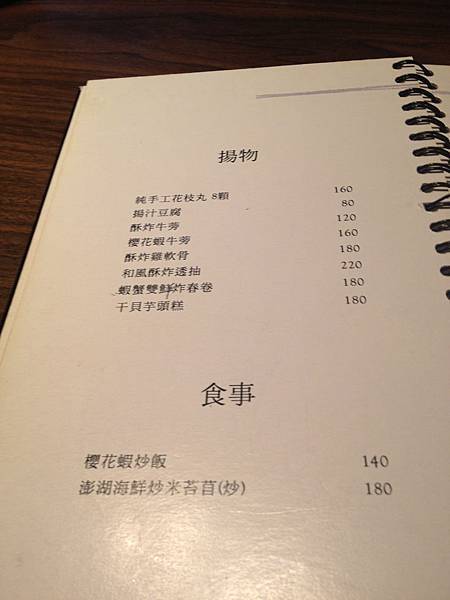 揚物
純手工花枝丸 8顆 160
揚汁豆腐 80
酥炸牛蒡 120
櫻花蝦牛蒡 160
酥炸雞軟骨 180
和風酥炸透抽 220
蝦蟹雙鮮炸春卷 180
干貝芋頭糕 180
食事
櫻花蝦炒飯 140
澎湖海鮮炒米苔苜(炒) 180